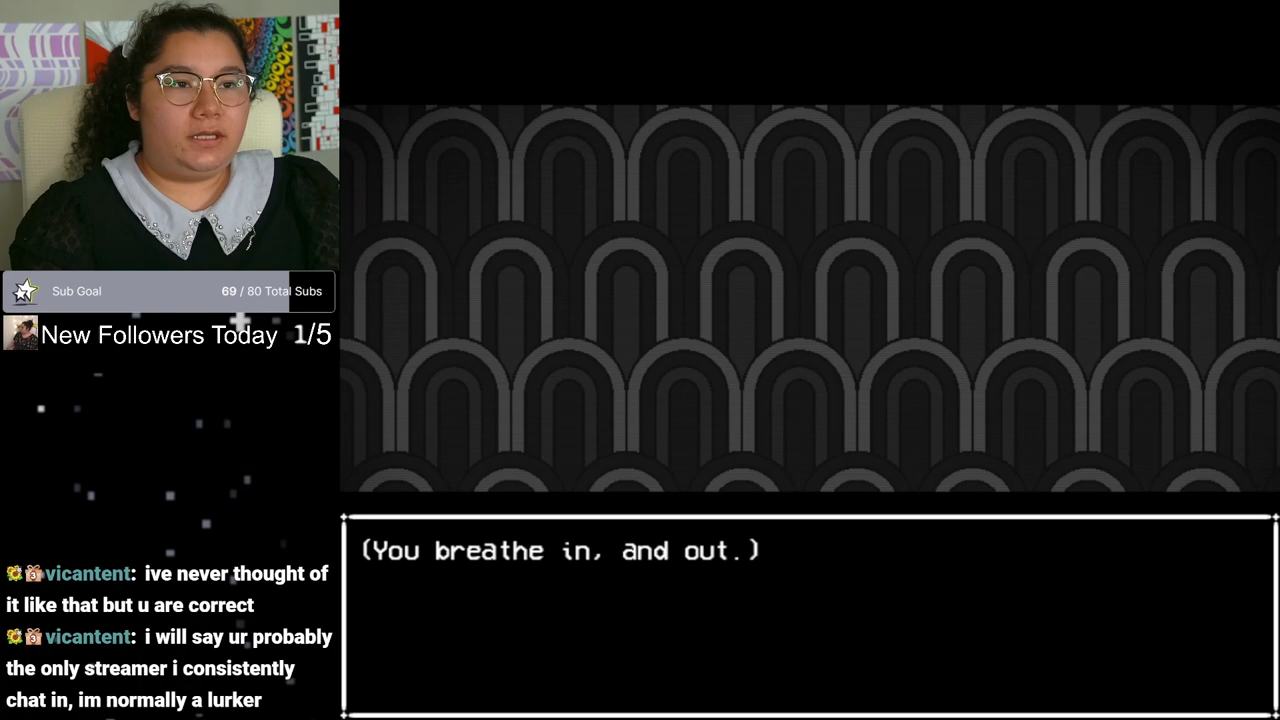 Sub Goal 69 / 80 Total Subs
New Followers Today 1/5
vicantent: ive never thought of
it like that but u are correct
vicantent: i will say ur probably
the only streamer i consistently
chat in, im normally a lurker
(You breathe in, and out.)